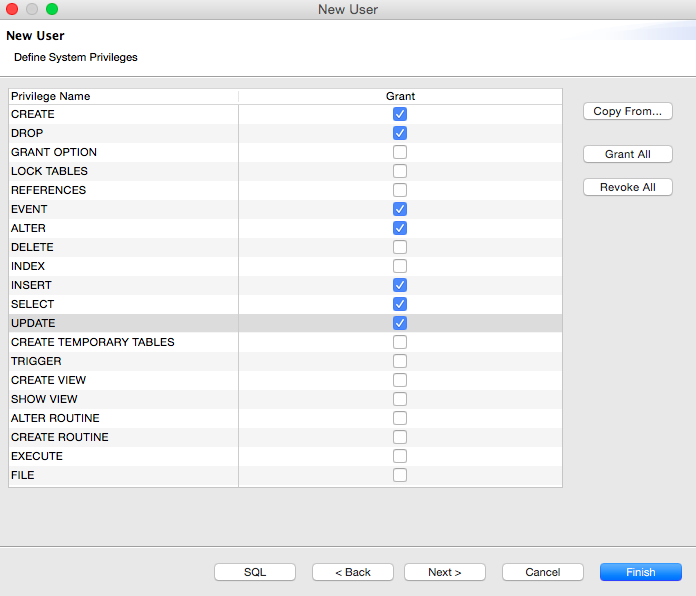 New User
New User
Define System Privileges
Privilege Name Grant
CREATE
DROP
GRANT OPTION
LOCK TABLES
REFERENCES
EVENT
ALTER
DELETE
INDEX
INSERT
SELECT
UPDATE
CREATE TEMPORARY TABLES
TRIGGER
CREATE VIEW
SHOW VIEW
ALTER ROUTINE
CREATE ROUTINE
EXECUTE
FILE
Copy From...
Grant All
Revoke All
SQL
< Back
Next >
Cancel
Finish